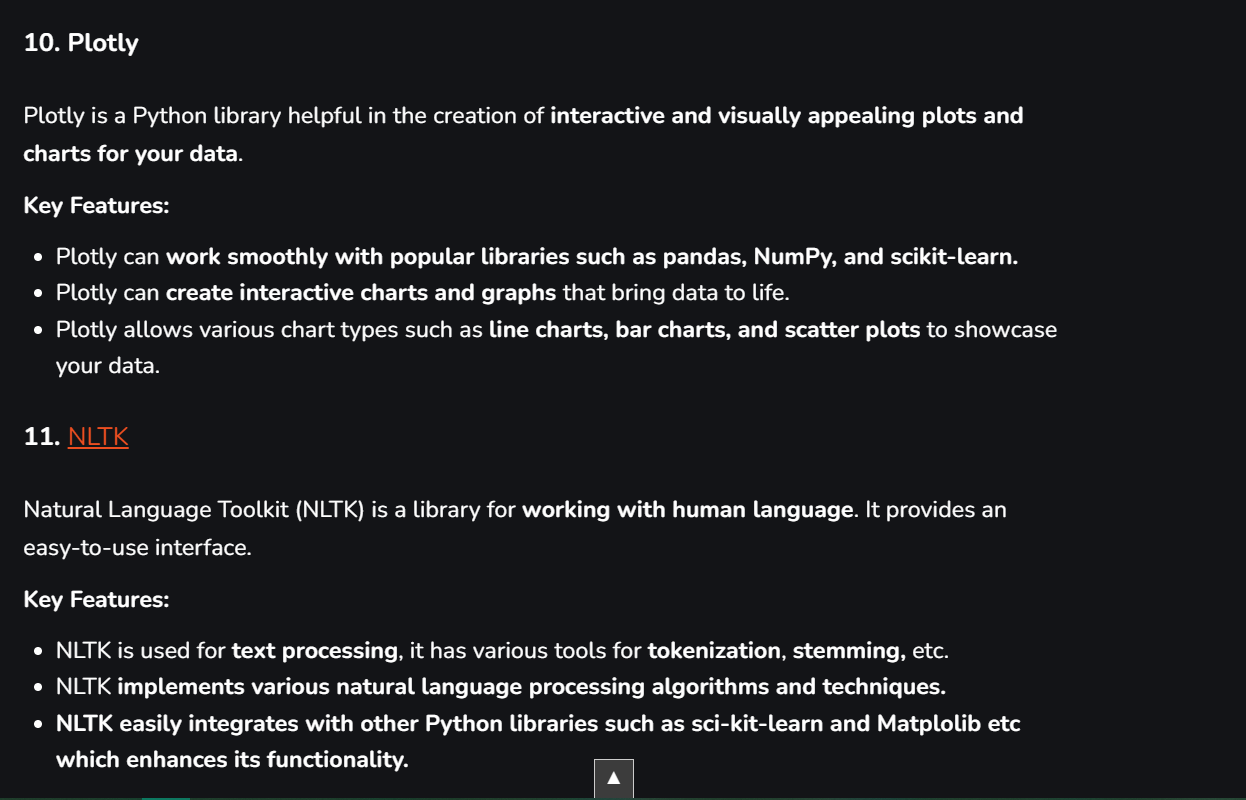 10. Plotly
Plotly is a Python library helpful in the creation of interactive and visually appealing plots and
charts for your data.
Key Features:
• Plotly can work smoothly with popular libraries such as pandas, NumPy, and scikit-learn.
• Plotly can create interactive charts and graphs that bring data to life.
• Plotly allows various chart types such as line charts, bar charts, and scatter plots to showcase
your data.
11. NLTK
Natural Language Toolkit (NLTK) is a library for working with human language. It provides an
easy-to-use interface.
Key Features:
• NLTK is used for text processing, it has various tools for tokenization, stemming, etc.
• NLTK implements various natural language processing algorithms and techniques.
• NLTK easily integrates with other Python libraries such as sci-kit-learn and Matplolib etc
which enhances its functionality.